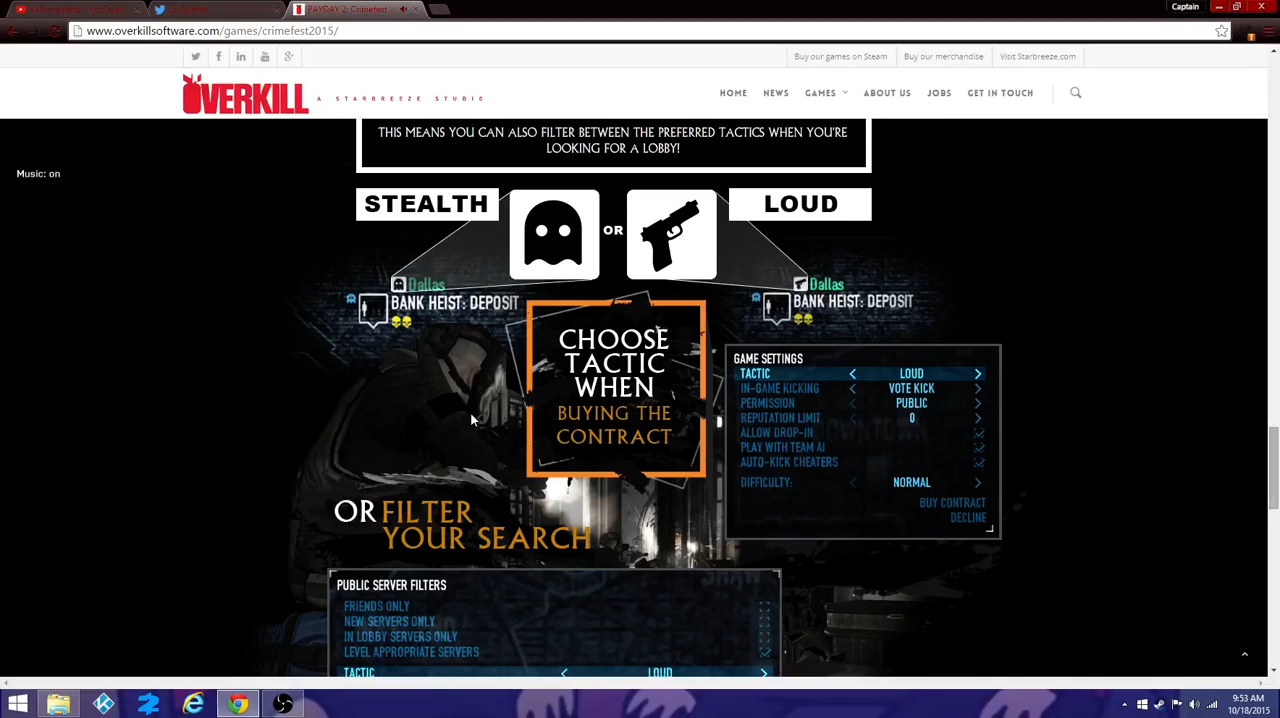 PAYDAY 2: Crimefest
Captain
www.overkillsoftware.com/games/crimefest2015/
Buy our games on Steam
Buy our merchandise
Visit Starbreeze.com
OVERKILL
A STARBREEZE STUDIO
HOME
NEWS
GAMES
ABOUT US
JOBS
GET IN TOUCH
THIS MEANS YOU CAN ALSO FILTER BETWEEN THE PREFERRED TACTICS WHEN YOU'RE
LOOKING FOR A LOBBY!
Music: on
STEALTH
OR
LOUD
Dallas
BANK HEIST: DEPOSIT
Dallas
BANK HEIST: DEPOSIT
CHOOSE
TACTIC
WHEN
BUYING THE
CONTRACT
GAME SETTINGS
TACTIC LOUD
IN-GAME KICKING VOTE KICK
PERMISSION PUBLIC
REPUTATION LIMIT 0
ALLOW DROP-IN
PLAY WITH TEAM AI
AUTO-KICK CHEATERS
DIFFICULTY: NORMAL
BUY CONTRACT
DECLINE
OR FILTER
YOUR SEARCH
PUBLIC SERVER FILTERS
FRIENDS ONLY
NEW SERVERS ONLY
IN LOBBY SERVERS ONLY
LEVEL APPROPRIATE SERVERS
TACTIC LOUD
9:53 AM
10/18/2015